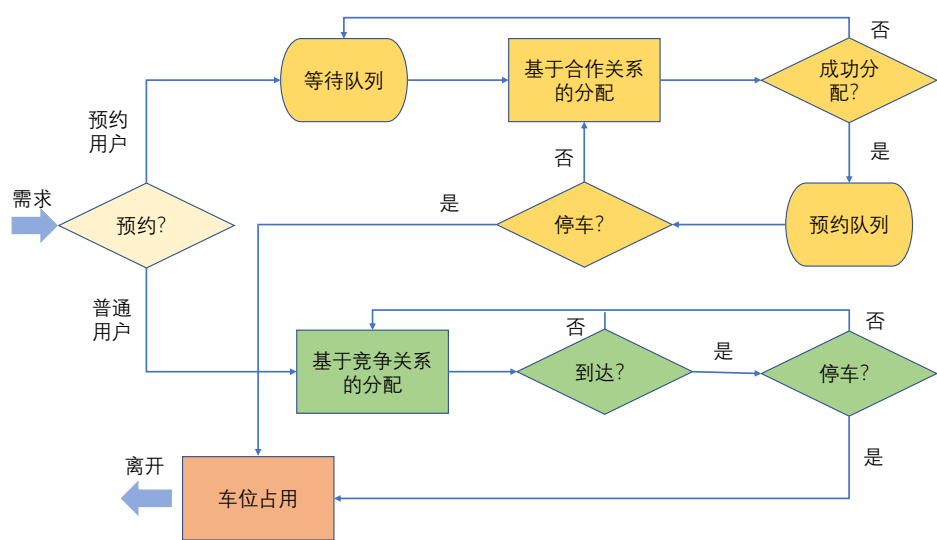 否
等待队列
基于合作关系
的分配
成功分
配？
预约
用户
否
是
需求
预约？
是
停车？
预约队列
普通
用户
否
否
是
基于竞争关系
的分配
到达？
停车？
离开
是
车位占用